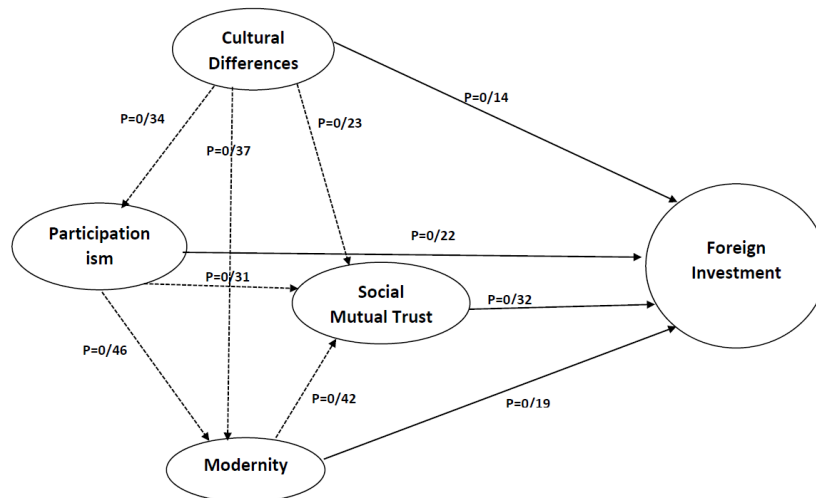 Cultural
Differences
P=0/14
P=0/34
P=0/23
P=0/37
Participation
ism
P=0/22
Foreign
Investment
P=0/31
Social
Mutual Trust
P=0/32
P=0/46
P=0/42
P=0/19
Modernity